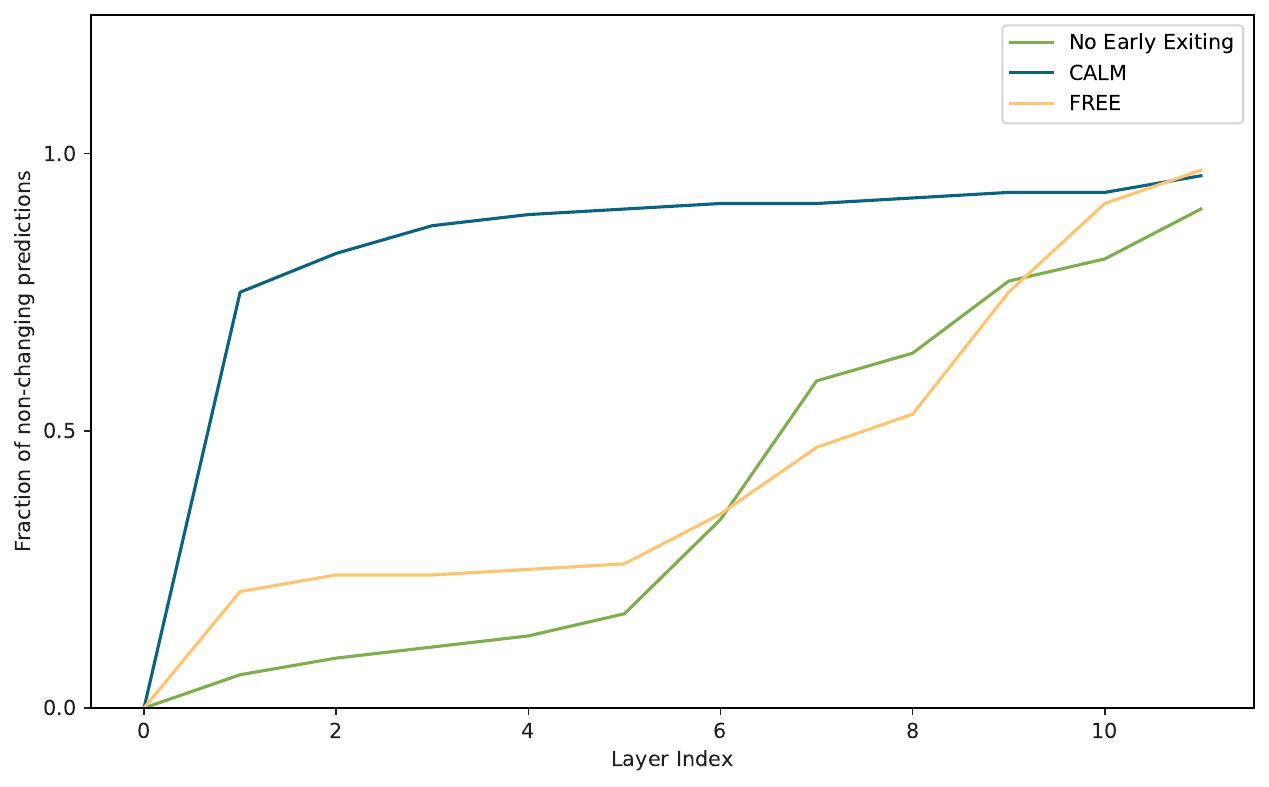 No Early Exiting
CALM
FREE
Fraction of non-changing predictions
1.0
0.5
0.0
0 2 4 6 8 10
Layer Index